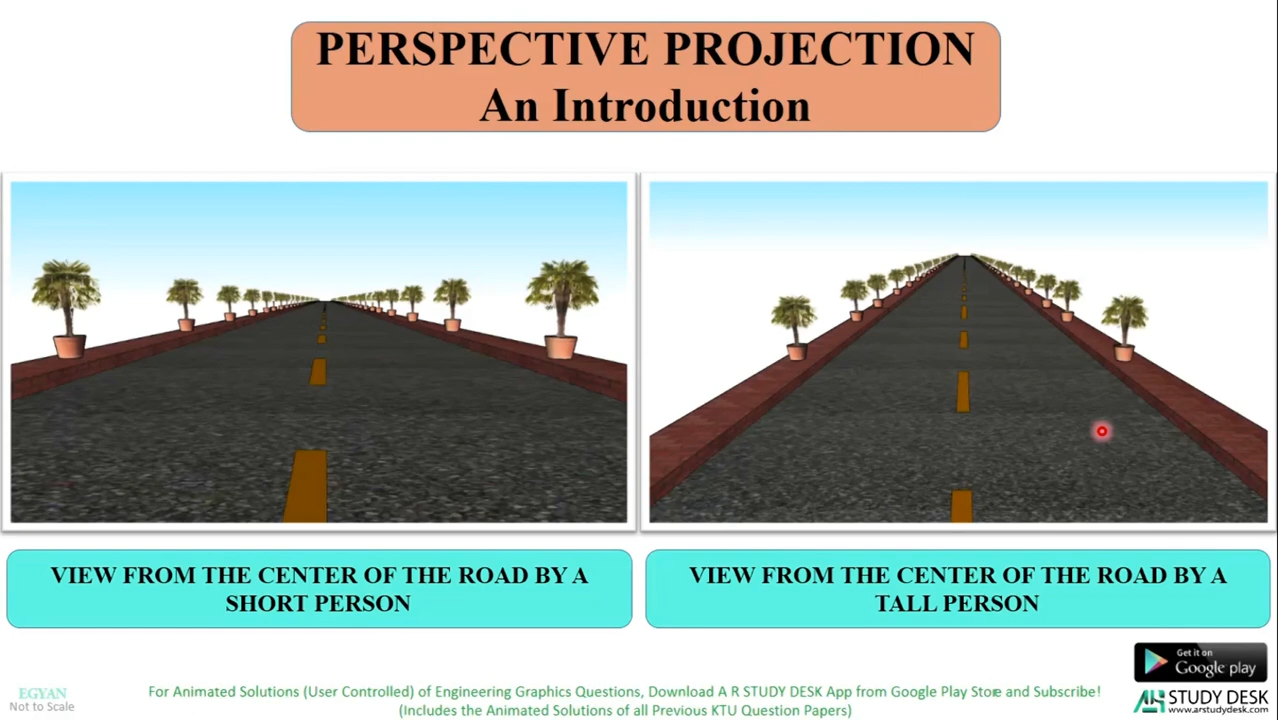 PERSPECTIVE PROJECTION
An Introduction
VIEW FROM THE CENTER OF THE ROAD BY A
SHORT PERSON
VIEW FROM THE CENTER OF THE ROAD BY A
TALL PERSON
Get it on
Google play
EGYAN
Not to Scale
For Animated Solutions (User Controlled) of Engineering Graphics Questions, Download A R STUDY DESK App from Google Play Store and Subscribe!
(Includes the Animated Solutions of all Previous KTU Question Papers)
AR STUDY DESK
www.arstudydesk.com